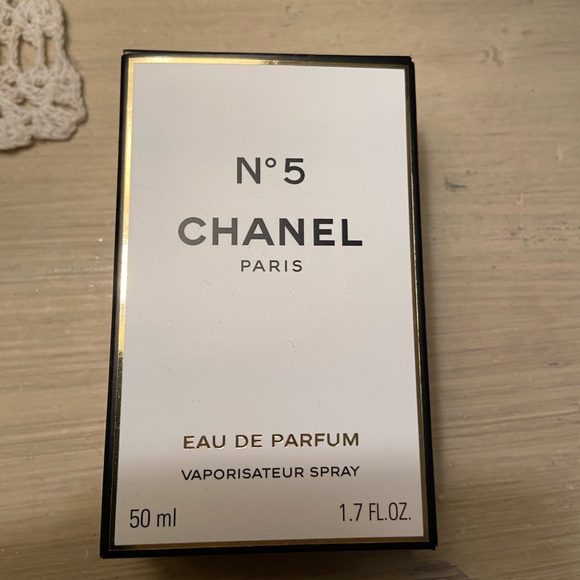 N°5
CHANEL
PARIS
EAU DE PARFUM
VAPORISATEUR SPRAY
50 ml 1.7 FL.OZ.